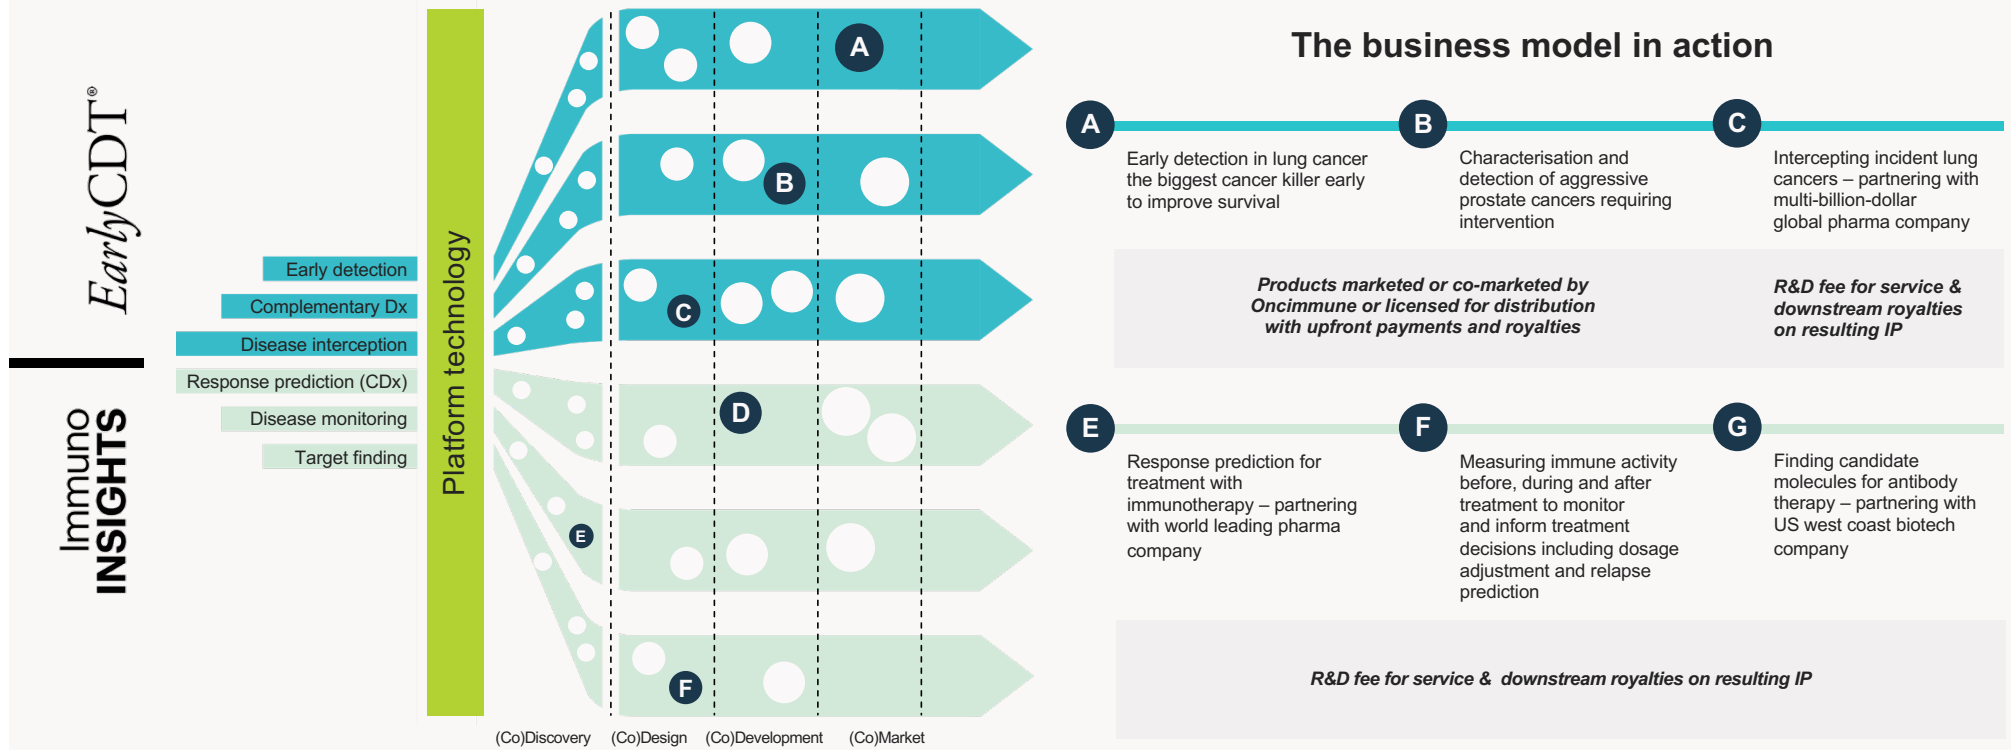 EarlyCDT®
Immuno
INSIGHTS
Early detection
Complementary Dx
Disease interception
Response prediction (CDx)
Disease monitoring
Target finding
Platform technology
A
B
C
D
E
F
(Co)Discovery
(Co)Design
(Co)Development
(Co)Market
The business model in action
A
Early detection in lung cancer
the biggest cancer killer early
to improve survival
B
Characterisation and
detection of aggressive
prostate cancers requiring
intervention
C
Intercepting incident lung
cancers – partnering with
multi-billion-dollar
global pharma company
Products marketed or co-marketed by
Oncimmune or licensed for distribution
with upfront payments and royalties
R&D fee for service &
downstream royalties
on resulting IP
E
Response prediction for
treatment with
immunotherapy – partnering
with world leading pharma
company
F
Measuring immune activity
before, during and after
treatment to monitor
and inform treatment
decisions including dosage
adjustment and relapse
prediction
G
Finding candidate
molecules for antibody
therapy – partnering with
US west coast biotech
company
R&D fee for service & downstream royalties on resulting IP